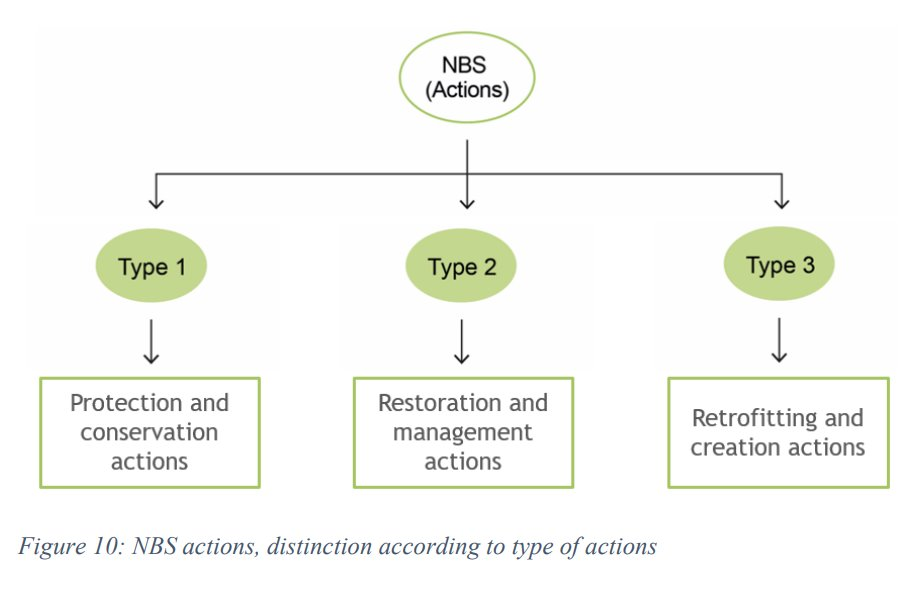 NBS
(Actions)
Type 1
Type 2
Type 3
Protection and
conservation
actions
Restoration and
management
actions
Retrofitting and
creation actions
Figure 10: NBS actions, distinction according to type of actions